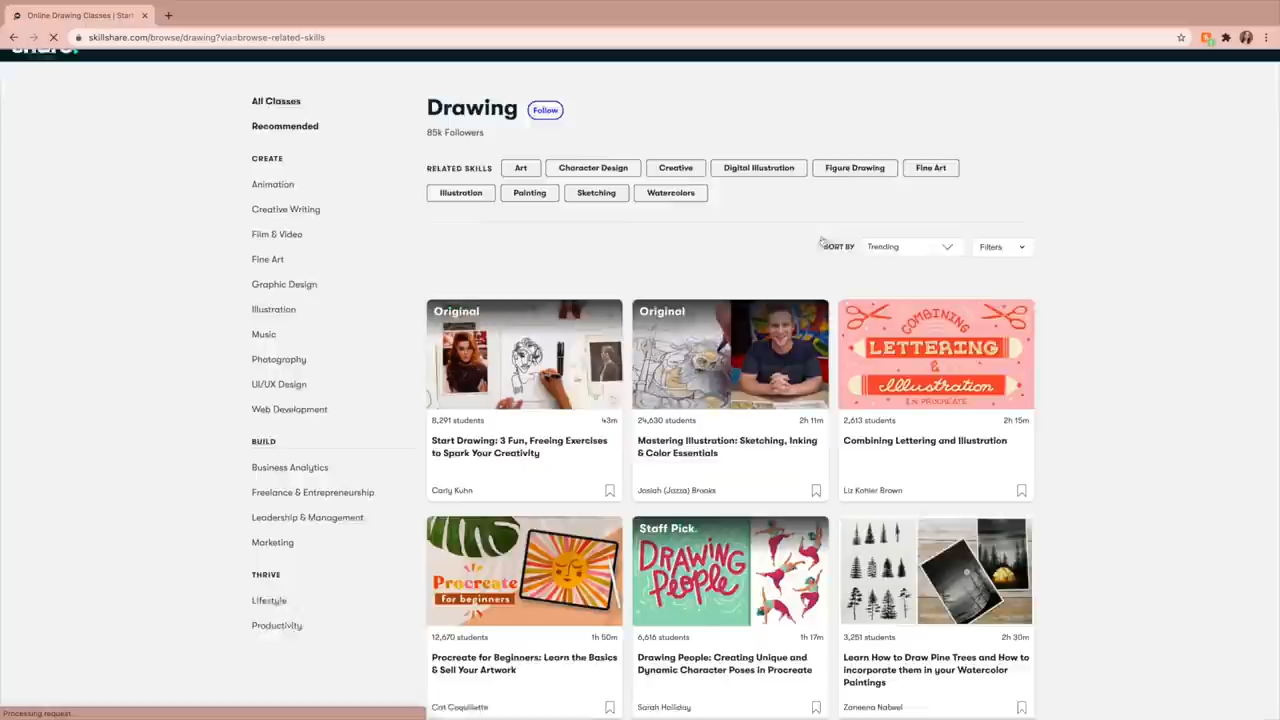 Online Drawing Classes | Start
skillshare.com/browse/drawing?via=browse-related-skills
share.
All Classes
Recommended
CREATE
Animation
Creative Writing
Film & Video
Fine Art
Graphic Design
Illustration
Music
Photography
UI/UX Design
Web Development
BUILD
Business Analytics
Freelance & Entrepreneurship
Leadership & Management
Marketing
THRIVE
Lifestyle
Productivity
Drawing Follow
85k Followers
RELATED SKILLS Art Character Design Creative Digital Illustration Figure Drawing Fine Art
Illustration Painting Sketching Watercolors
SORT BY Trending Filters
Original
8,291 students 43m
Start Drawing: 3 Fun, Freeing Exercises
to Spark Your Creativity
Carly Kuhn
Original
24,630 students 2h 11m
Mastering Illustration: Sketching, Inking
& Color Essentials
Josiah (Jazza) Brooks
COMBINING
LETTERING
&
illustration
IN PROCREATE
2,613 students 2h 15m
Combining Lettering and Illustration
Liz Kohler Brown
Procreate
for beginners
12,670 students 1h 50m
Procreate for Beginners: Learn the Basics
& Sell Your Artwork
Cat Coquillette
Staff Pick
DRAWING
PEOPLE
6,616 students 1h 17m
Drawing People: Creating Unique and
Dynamic Character Poses in Procreate
Sarah Holliday
3,251 students 2h 30m
Learn How to Draw Pine Trees and How to
incorporate them in your Watercolor
Paintings
Zaneena Nabeel
Processing request...